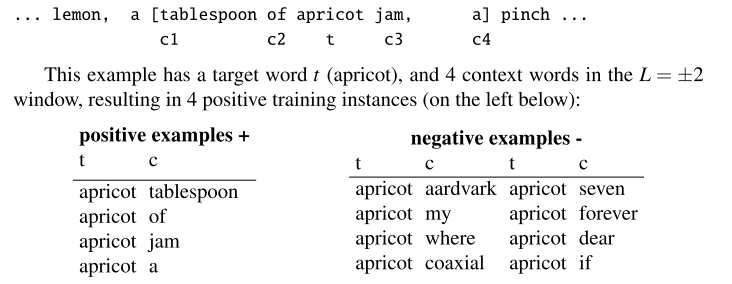 ... lemon, a [tablespoon of apricot jam, a] pinch ...
c1 c2 t c3 c4
This example has a target word t (apricot), and 4 context words in the L = ±2
window, resulting in 4 positive training instances (on the left below):
positive examples +
t c
apricot tablespoon
apricot of
apricot jam
apricot a
negative examples -
t c t c
apricot aardvark apricot seven
apricot my apricot forever
apricot where apricot dear
apricot coaxial apricot if